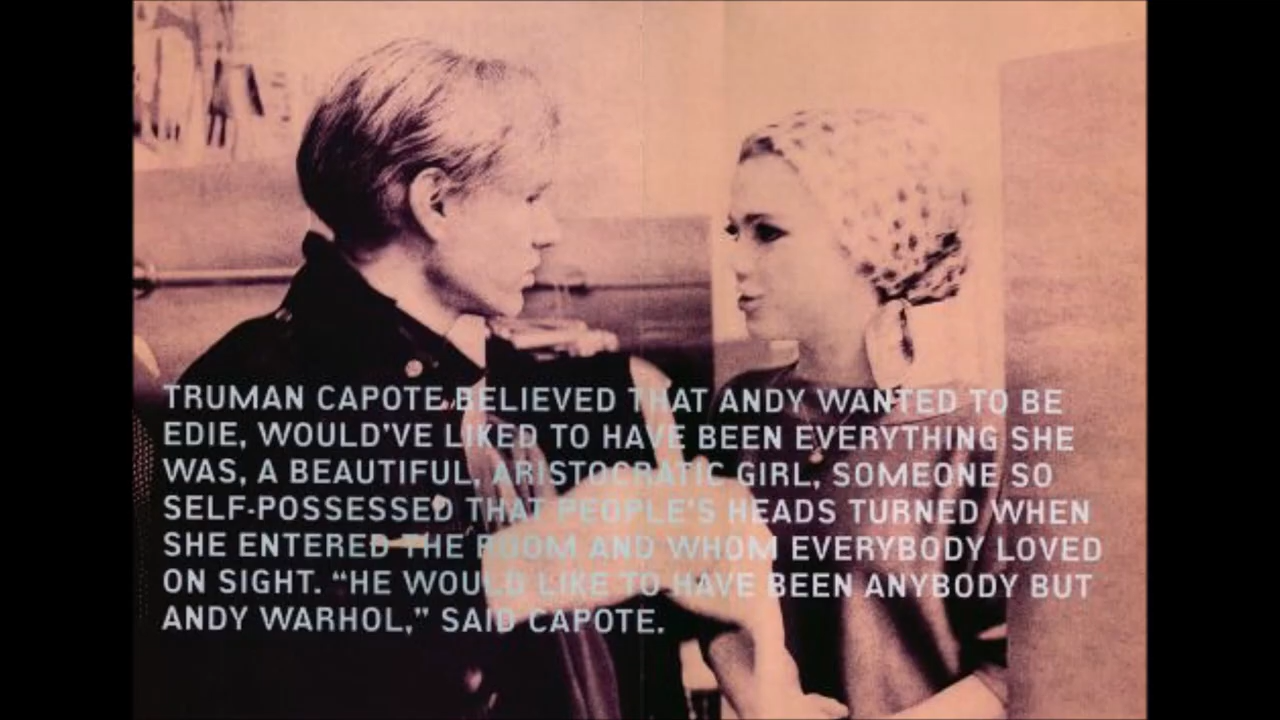 TRUMAN CAPOTE BELIEVED THAT ANDY WANTED TO BE
EDIE, WOULD'VE LIKED TO HAVE BEEN EVERYTHING SHE
WAS, A BEAUTIFUL, ARISTOCRATIC GIRL, SOMEONE SO
SELF-POSSESSED THAT PEOPLE'S HEADS TURNED WHEN
SHE ENTERED THE ROOM AND WHOM EVERYBODY LOVED
ON SIGHT. “HE WOULD LIKE TO HAVE BEEN ANYBODY BUT
ANDY WARHOL,” SAID CAPOTE.